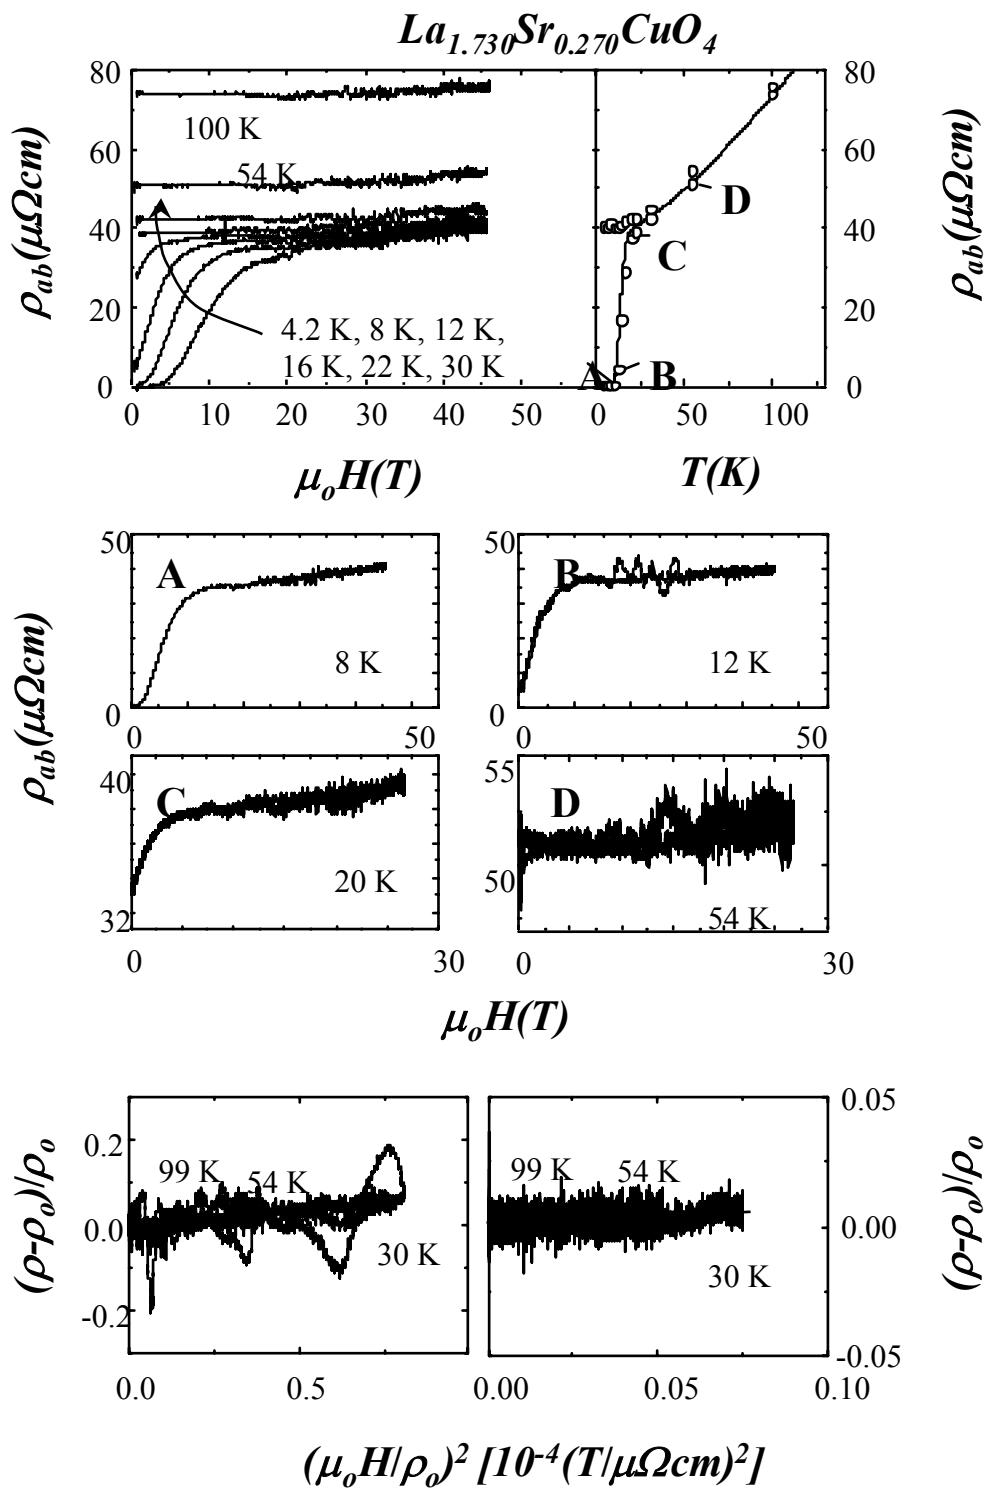 La1.730Sr0.270CuO4
80
60
40
20
0
ρab(μΩcm)
100 K
54 K
4.2 K, 8 K, 12 K,
16 K, 22 K, 30 K
0 10 20 30 40 50
μoH(T)
A B C D
0 50 100
T(K)
80
60
40
20
0
ρab(μΩcm)
50
A
8 K
0
0 50
50
B
12 K
0
0 50
ρab(μΩcm)
40
C
20 K
32
0 30
55
D
50
54 K
0 30
μoH(T)
(ρ-ρo)/ρo
0.2
0.0
-0.2
99 K 54 K
30 K
0.0 0.5
99 K 54 K
30 K
0.00 0.05 0.10
0.05
0.00
-0.05
(ρ-ρo)/ρo
(μoH/ρo)2 [10-4(T/μΩcm)2]